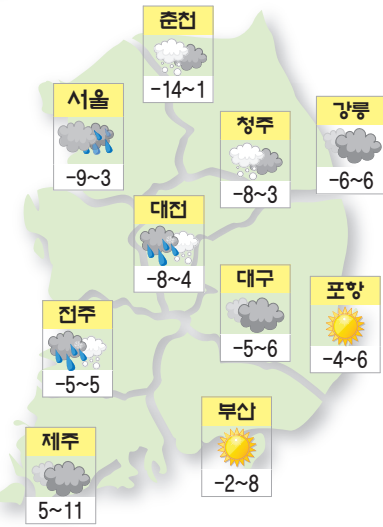 춘천
-14~1
서울
-9~3
청주
-8~3
강릉
-6~6
대전
-8~4
대구
-5~6
포항
-4~6
전주
-5~5
부산
-2~8
제주
5~11